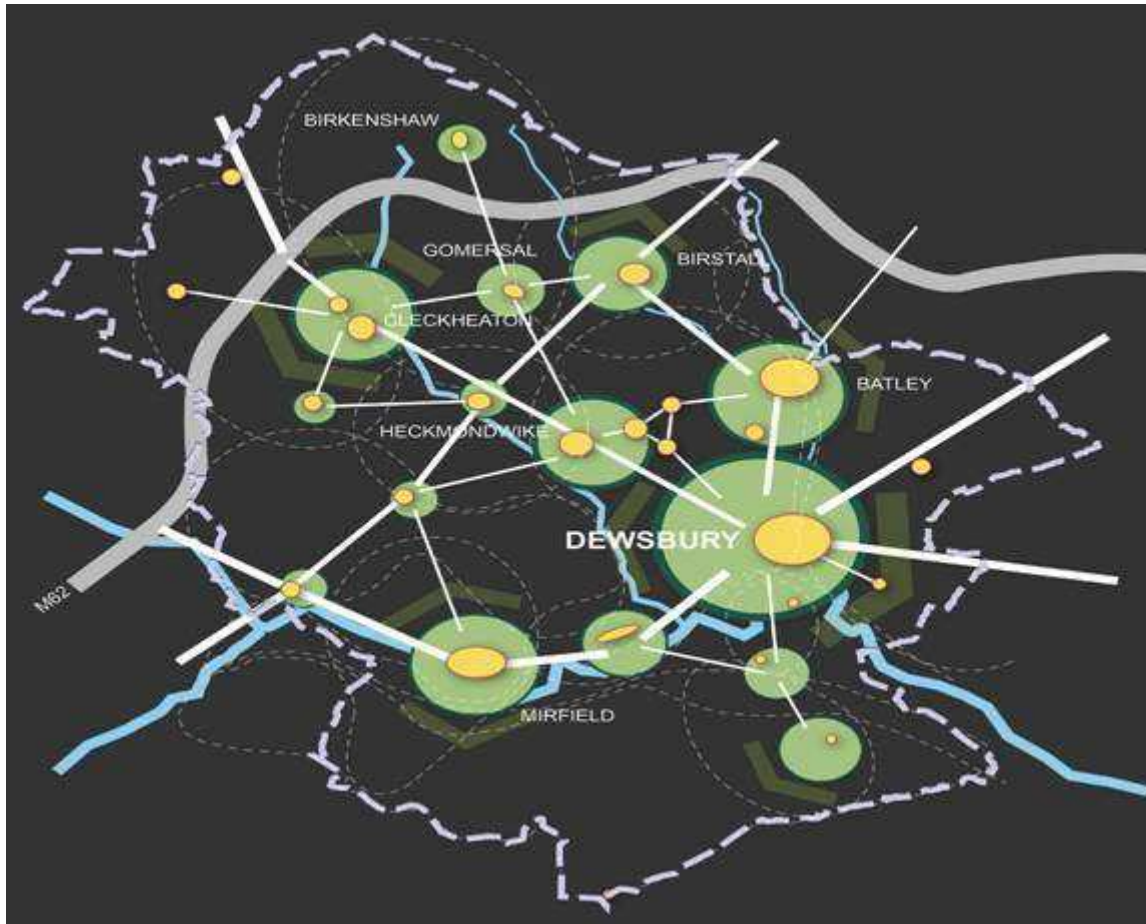 BIRKENSHAW
GOMERSAL
BIRSTALL
CLECKHEATON
BATLEY
HECKMONDWIKE
DEWSBURY
M62
MIRFIELD